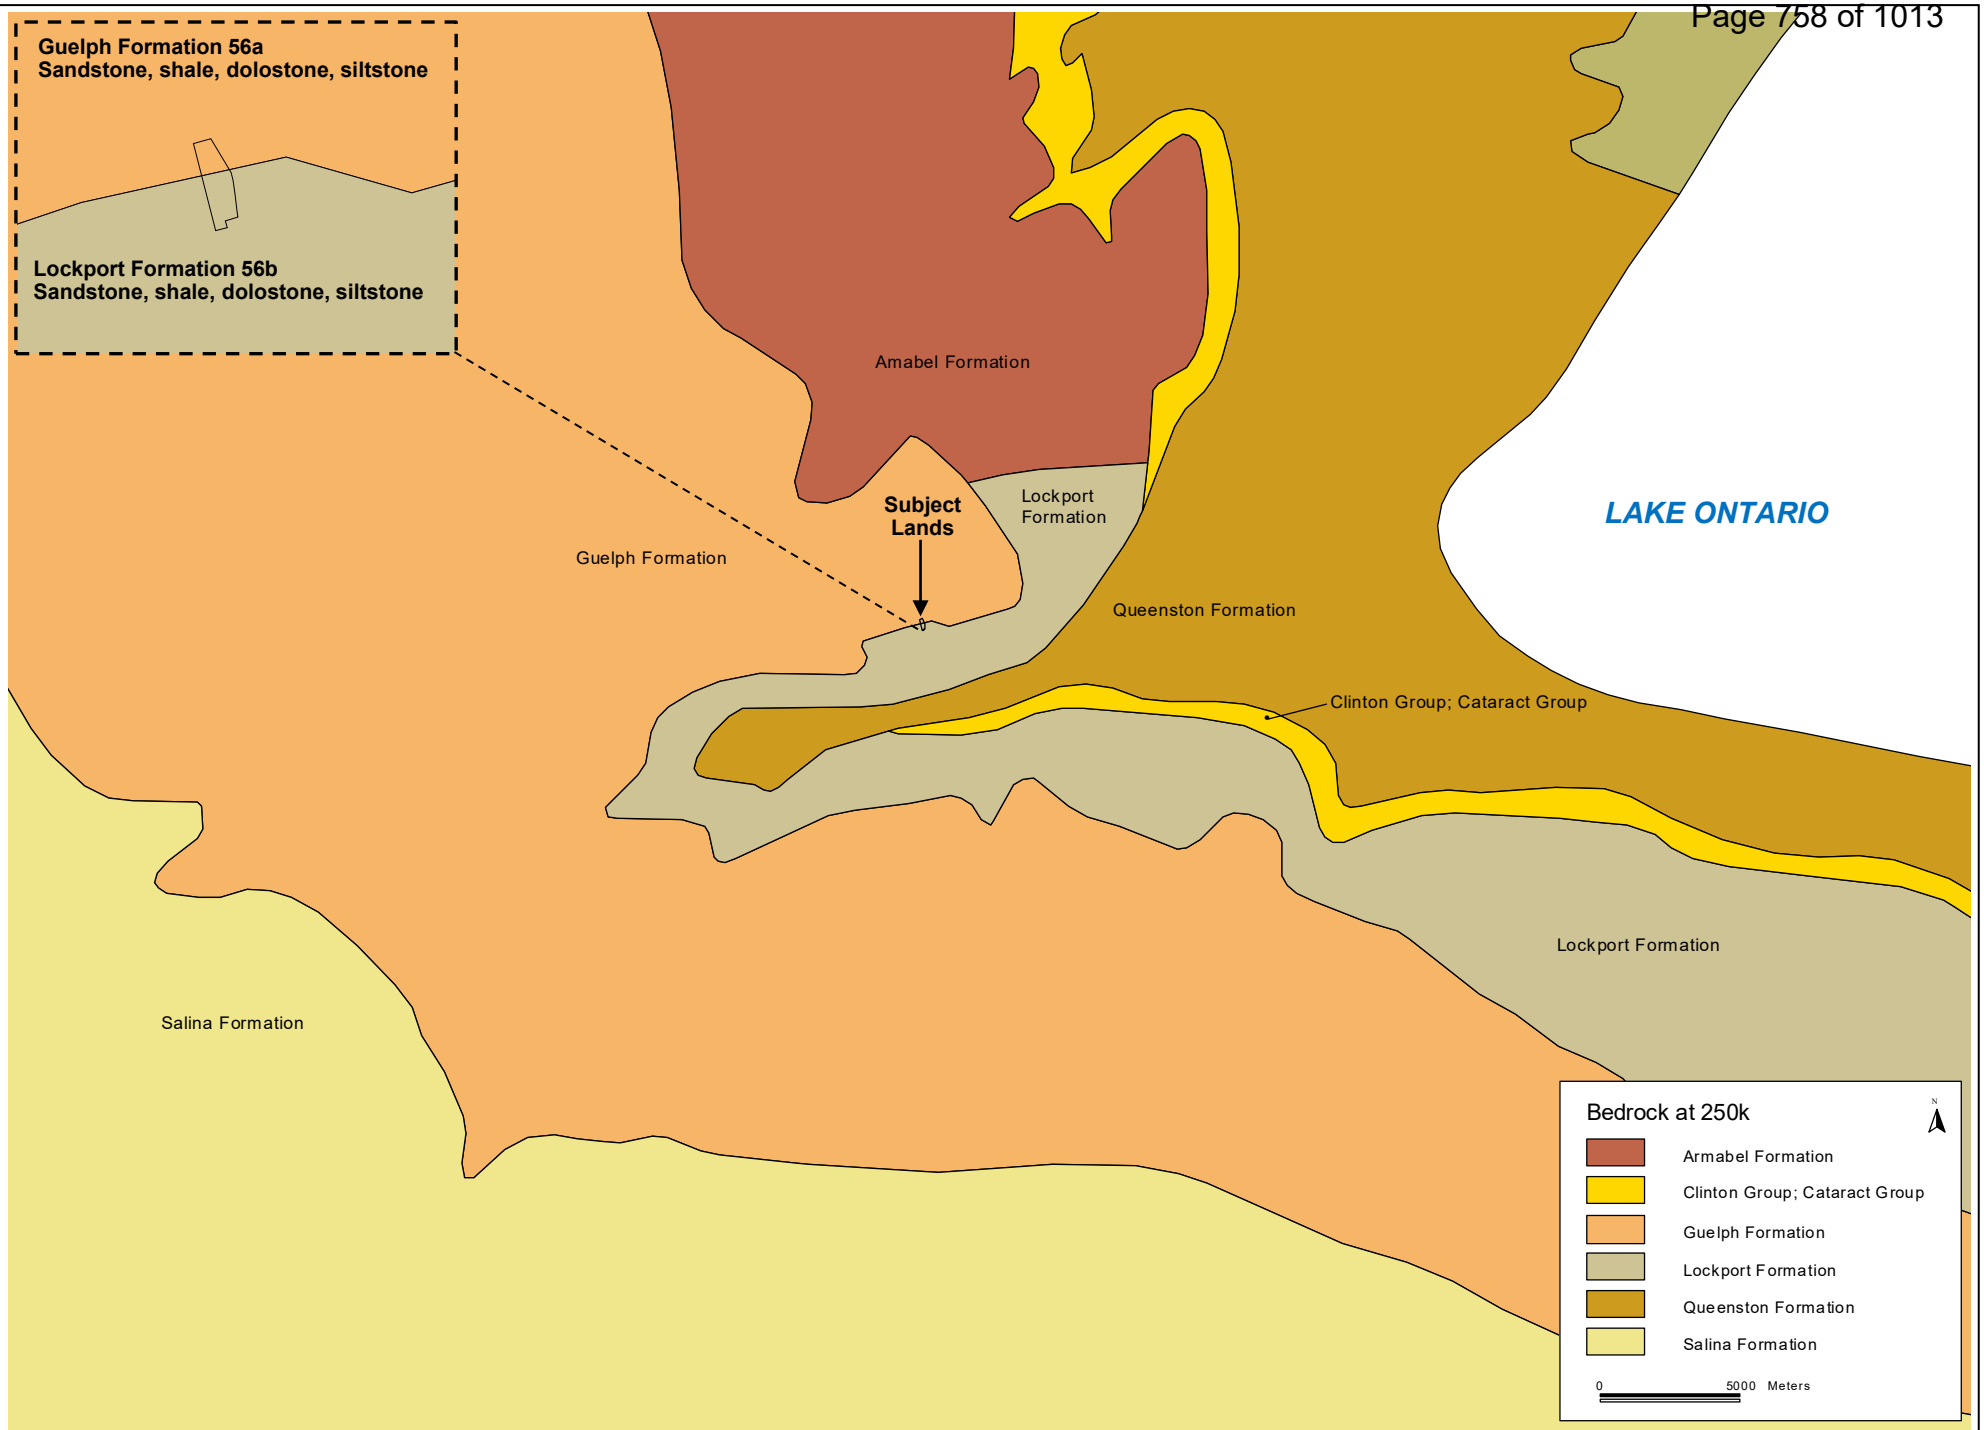 Page 758 of 1013
Guelph Formation 56a
Sandstone, shale, dolostone, siltstone
Lockport Formation 56b
Sandstone, shale, dolostone, siltstone
Amabel Formation
Lockport
Formation
Subject
Lands
LAKE ONTARIO
Guelph Formation
Queenston Formation
Clinton Group; Cataract Group
Lockport Formation
Salina Formation
Bedrock at 250k
N
Armabel Formation
Clinton Group; Cataract Group
Guelph Formation
Lockport Formation
Queenston Formation
Salina Formation
0 5000 Meters